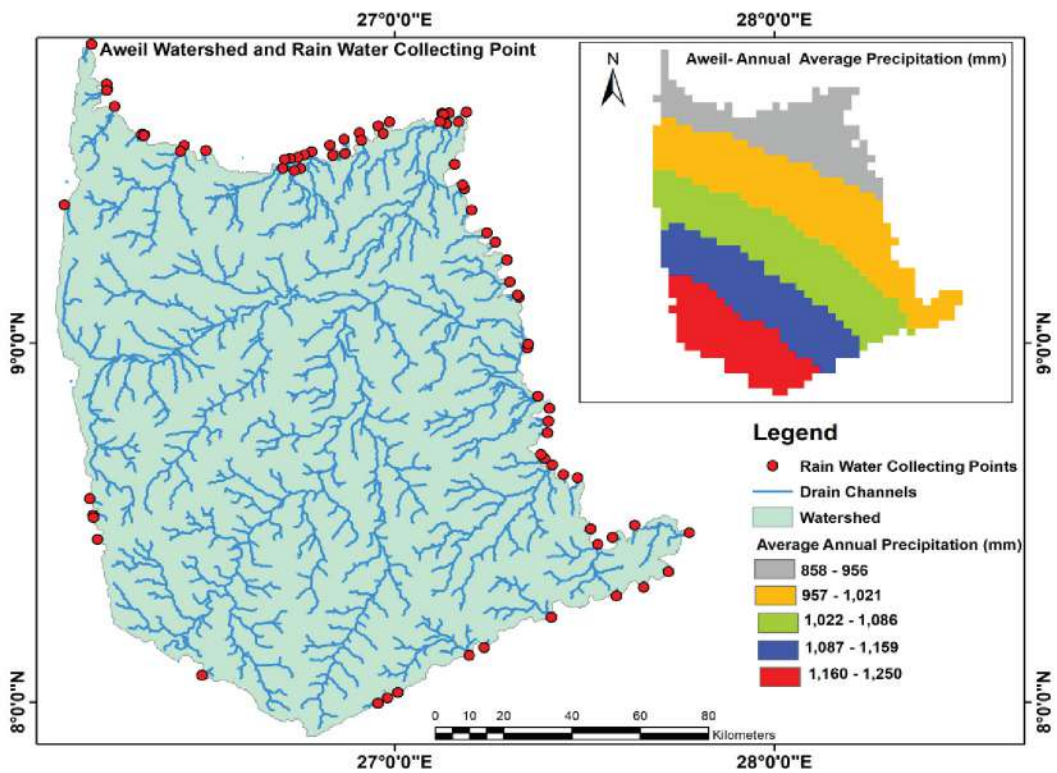 27°0'0"E
28°0'0"E
Aweil Watershed and Rain Water Collecting Point
Aweil- Annual Average Precipitation (mm)
N
9°0'0"N
9°0'0"N
Legend
Rain Water Collecting Points
Drain Channels
Watershed
Average Annual Precipitation (mm)
858 - 956
957 - 1,021
1,022 - 1,086
1,087 - 1,159
1,160 - 1,250
8°0'0"N
8°0'0"N
0 10 20 40 60 80
Kilometers
27°0'0"E
28°0'0"E